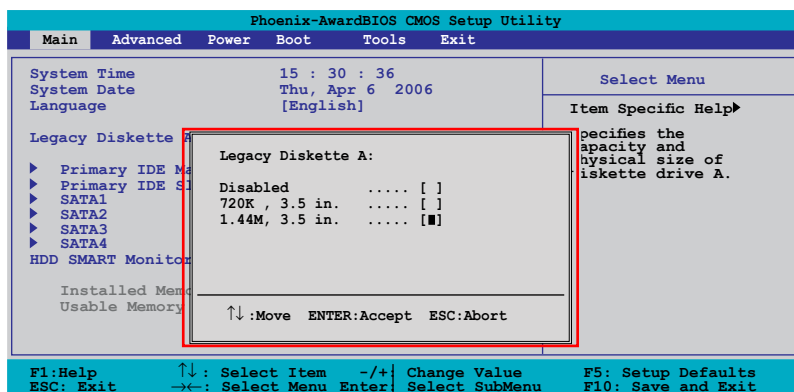 Phoenix-AwardBIOS CMOS Setup Utility
Main Advanced Power Boot Tools Exit
System Time 15 : 30 : 36
System Date Thu, Apr 6 2006
Language [English]
Legacy Diskette A
Primary IDE Ma
Primary IDE Sl
SATA1
SATA2
SATA3
SATA4
HDD SMART Monitor
Installed Memo
Usable Memory
Legacy Diskette A:
Disabled ..... [ ]
720K , 3.5 in. ..... [ ]
1.44M, 3.5 in. ..... [■]
↑↓ :Move ENTER:Accept ESC:Abort
Select Menu
Item Specific Help
pecifies the
apacity and
hysical size of
iskette drive A.
F1:Help ↑↓ : Select Item -/+: Change Value F5: Setup Defaults
ESC: Exit →←: Select Menu Enter: Select SubMenu F10: Save and Exit